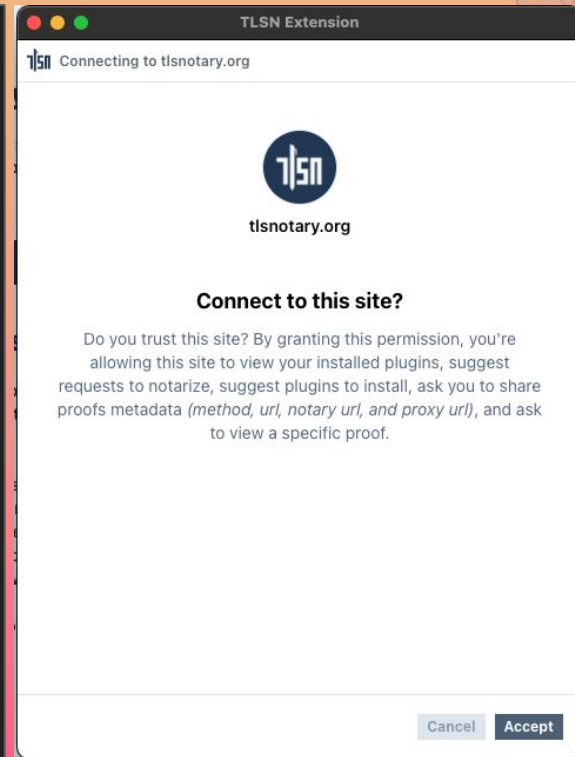 TLSN Extension
TLSN Connecting to tlsnotary.org
TLSN
tlsnotary.org
Connect to this site?
Do you trust this site? By granting this permission, you're
allowing this site to view your installed plugins, suggest
requests to notarize, suggest plugins to install, ask you to share
proofs metadata (method, url, notary url, and proxy url), and ask
to view a specific proof.
Cancel Accept